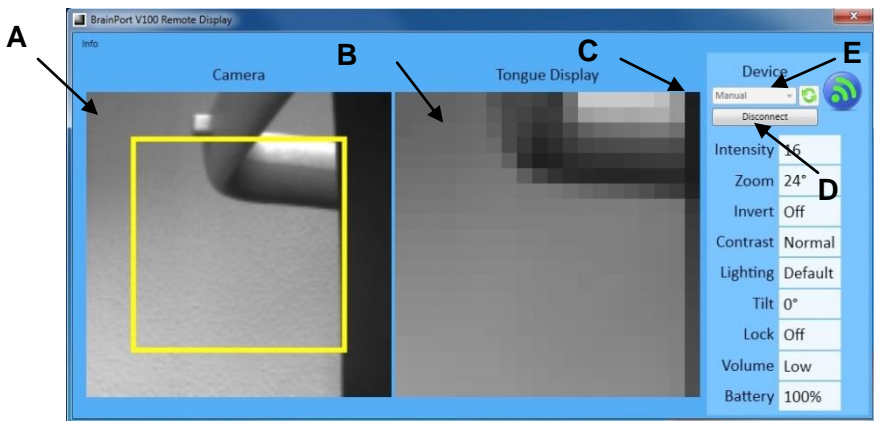 BrainPort V100 Remote Display
Info
A
B
C
E
D
Camera
Tongue Display
Device
Manual
Disconnect
Intensity 16
Zoom 24°
Invert Off
Contrast Normal
Lighting Default
Tilt 0°
Lock Off
Volume Low
Battery 100%